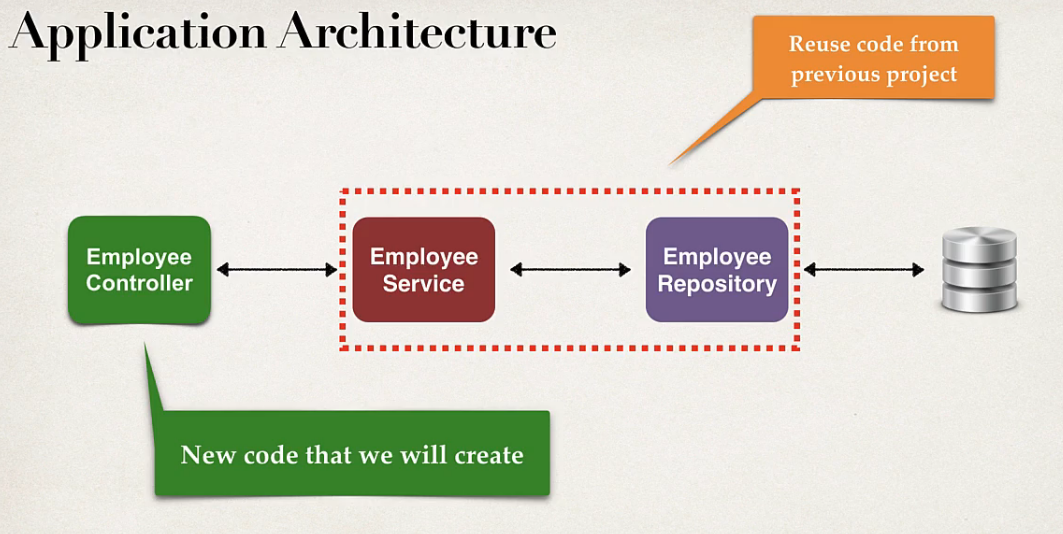 Application Architecture
Reuse code from
previous project
Employee
Controller
Employee
Service
Employee
Repository
New code that we will create